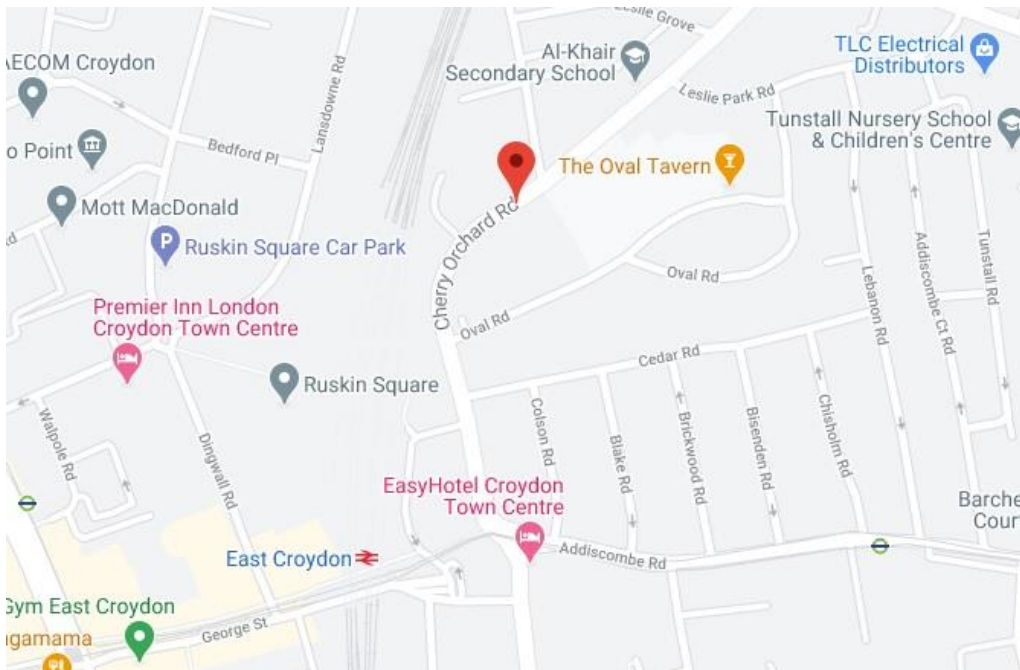 Leslie Grove
Al-Khair
Secondary School
TLC Electrical
Distributors
AECOM Croydon
Lansdowne Rd
Leslie Park Rd
Tunstall Nursery School
& Children's Centre
Bedford Pl
o Point
The Oval Tavern
Mott MacDonald
Rd
Ruskin Square Car Park
Cherry Orchard Rd
Oval Rd
Lebanon Rd
Addiscombe Ct Rd
Tunstall Rd
Premier Inn London
Croydon Town Centre
Oval Rd
Cedar Rd
Ruskin Square
Walpole Rd
Dingwall Rd
Colson Rd
Blake Rd
Brickwood Rd
Bisenden Rd
Chisholm Rd
EasyHotel Croydon
Town Centre
Barche
Court
East Croydon
Addiscombe Rd
Gym East Croydon
George St
agamama
P